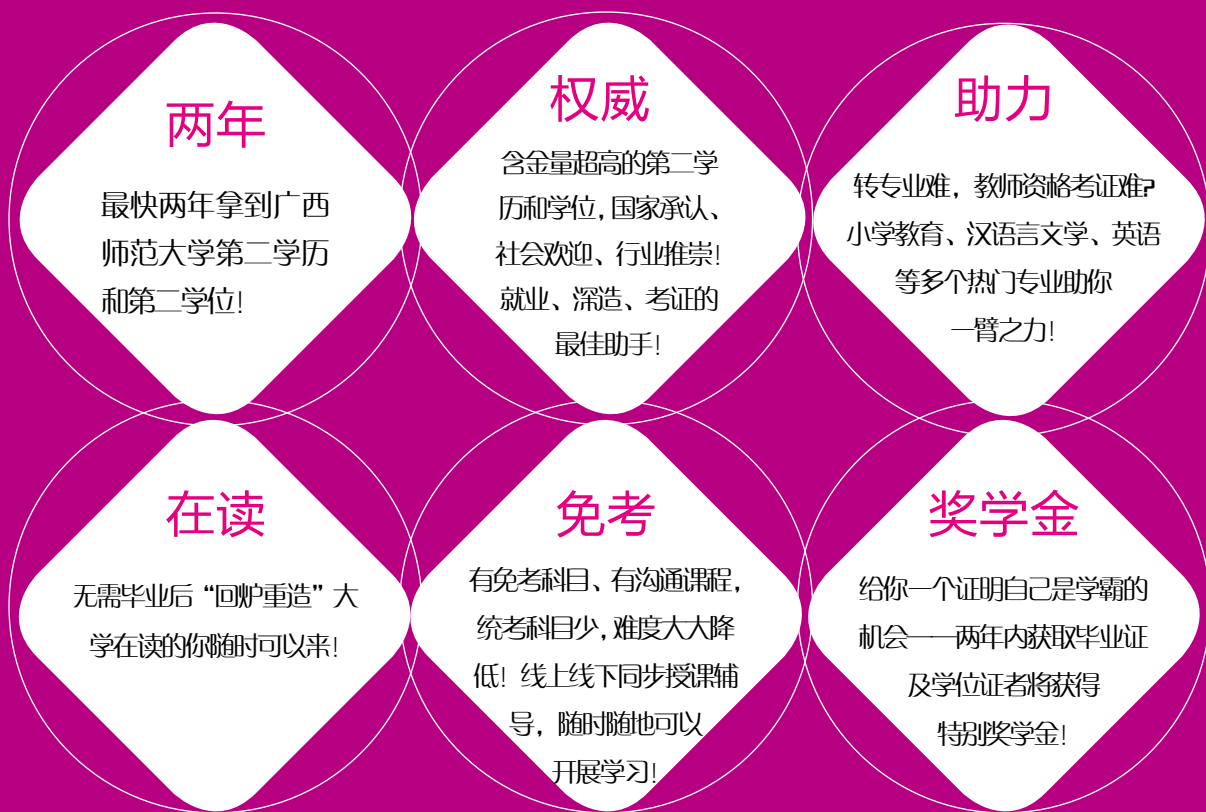 两年
最快两年拿到广西
师范大学第二学历
和第二学位！
权威
含金量超高的第二学
历和学位，国家承认、
社会欢迎、行业推崇！
就业、深造、考证的
最佳助手！
助力
转专业难，教师资格考证难？
小学教育、汉语言文学、英语
等多个热门专业助你
一臂之力！
在读
无需毕业后“回炉重造”大
学在读的你随时可以来！
免考
有免考科目、有沟通课程，
统考科目少，难度大大降
低！线上线下同步授课辅
导，随时随地可以
开展学习！
奖学金
给你一个证明自己是学霸的
机会——两年内获取毕业证
及学位证者将获得
特别奖学金！